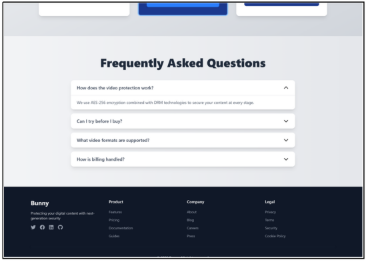 Frequently Asked Questions
How does the video protection work?
We use AES-256 encryption combined with DRM technologies to secure your content at every stage.
Can I try before I buy?
What video formats are supported?
How is billing handled?
Bunny
Protecting your digital content with next-
generation security
Product
Features
Pricing
Documentation
Guides
Company
About
Blog
Careers
Press
Legal
Privacy
Terms
Security
Cookie Policy